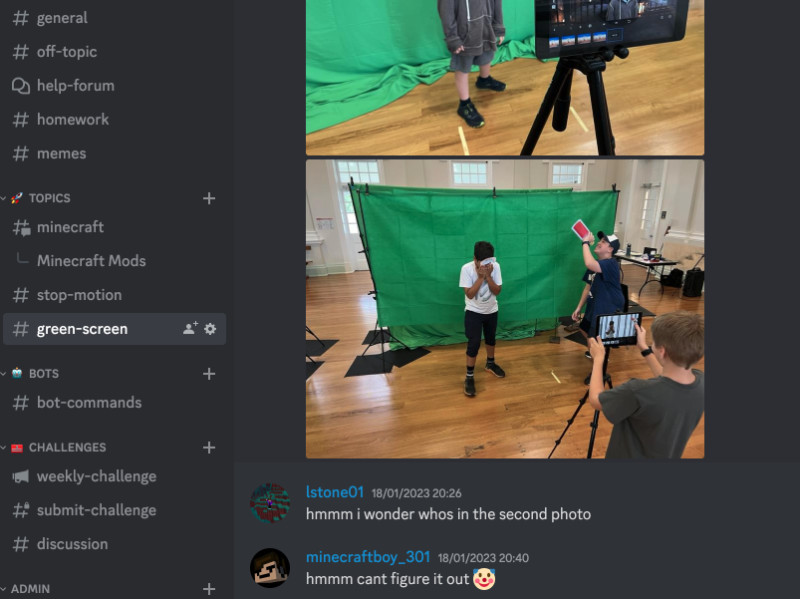 general
off-topic
help-forum
homework
memes
TOPICS
minecraft
Minecraft Mods
stop-motion
green-screen
BOTS
bot-commands
CHALLENGES
weekly-challenge
submit-challenge
discussion
ADMIN
lstone01 18/01/2023 20:26
hmmm i wonder whos in the second photo
minecraftboy_301 18/01/2023 20:40
hmmm cant figure it out 🤡